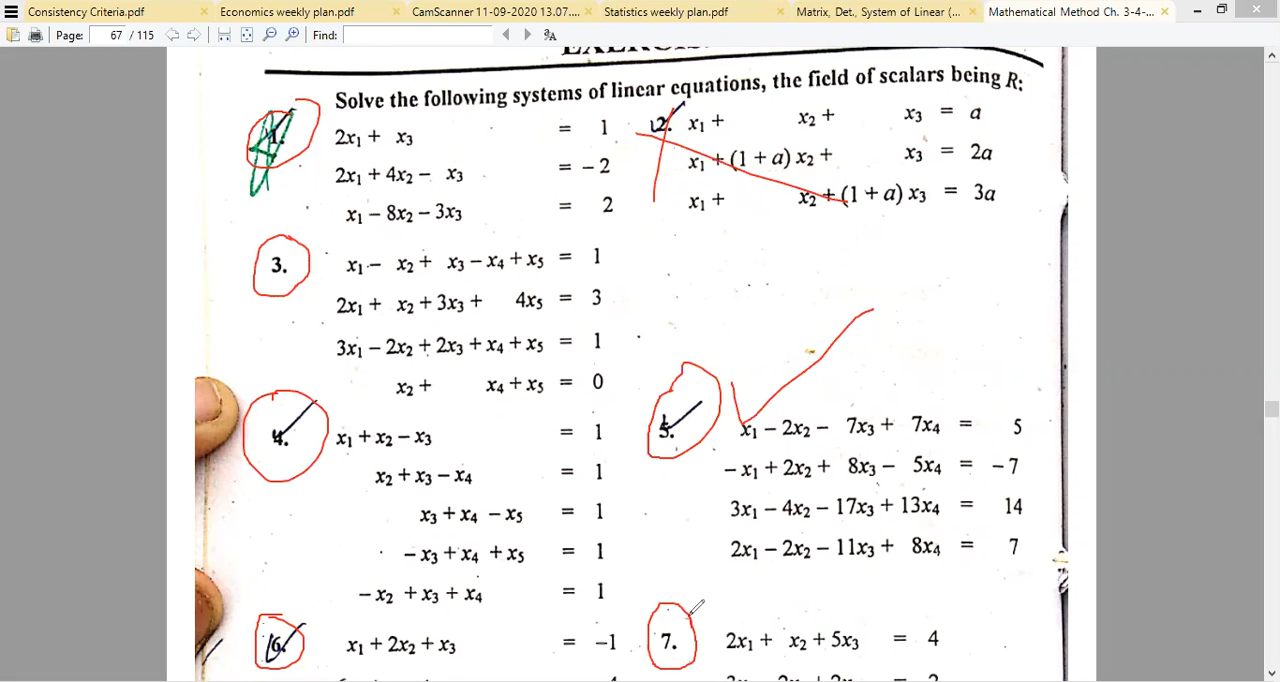 Consistency Criteria.pdf × Economics weekly plan.pdf × CamScanner 11-09-2020 13.07.... × Statistics weekly plan.pdf × Matrix, Det., System of Linear (... × Mathematical Method Ch. 3-4-... ×
Page: 67 / 115 Find:
Solve the following systems of linear equations, the field of scalars being R:
1. 2x₁ + x₃ = 1
2x₁ + 4x₂ – x₃ = – 2
x₁ – 8x₂ – 3x₃ = 2
2. x₁ + x₂ + x₃ = a
x₁ + (1 + a) x₂ + x₃ = 2a
x₁ + x₂ + (1 + a) x₃ = 3a
3. x₁ – x₂ + x₃ – x₄ + x₅ = 1
2x₁ + x₂ + 3x₃ + 4x₅ = 3
3x₁ – 2x₂ + 2x₃ + x₄ + x₅ = 1
x₂ + x₄ + x₅ = 0
4. x₁ + x₂ – x₃ = 1
x₂ + x₃ – x₄ = 1
x₃ + x₄ – x₅ = 1
– x₃ + x₄ + x₅ = 1
– x₂ + x₃ + x₄ = 1
5. x₁ – 2x₂ – 7x₃ + 7x₄ = 5
– x₁ + 2x₂ + 8x₃ – 5x₄ = – 7
3x₁ – 4x₂ – 17x₃ + 13x₄ = 14
2x₁ – 2x₂ – 11x₃ + 8x₄ = 7
6. x₁ + 2x₂ + x₃ = –1
7. 2x₁ + x₂ + 5x₃ = 4